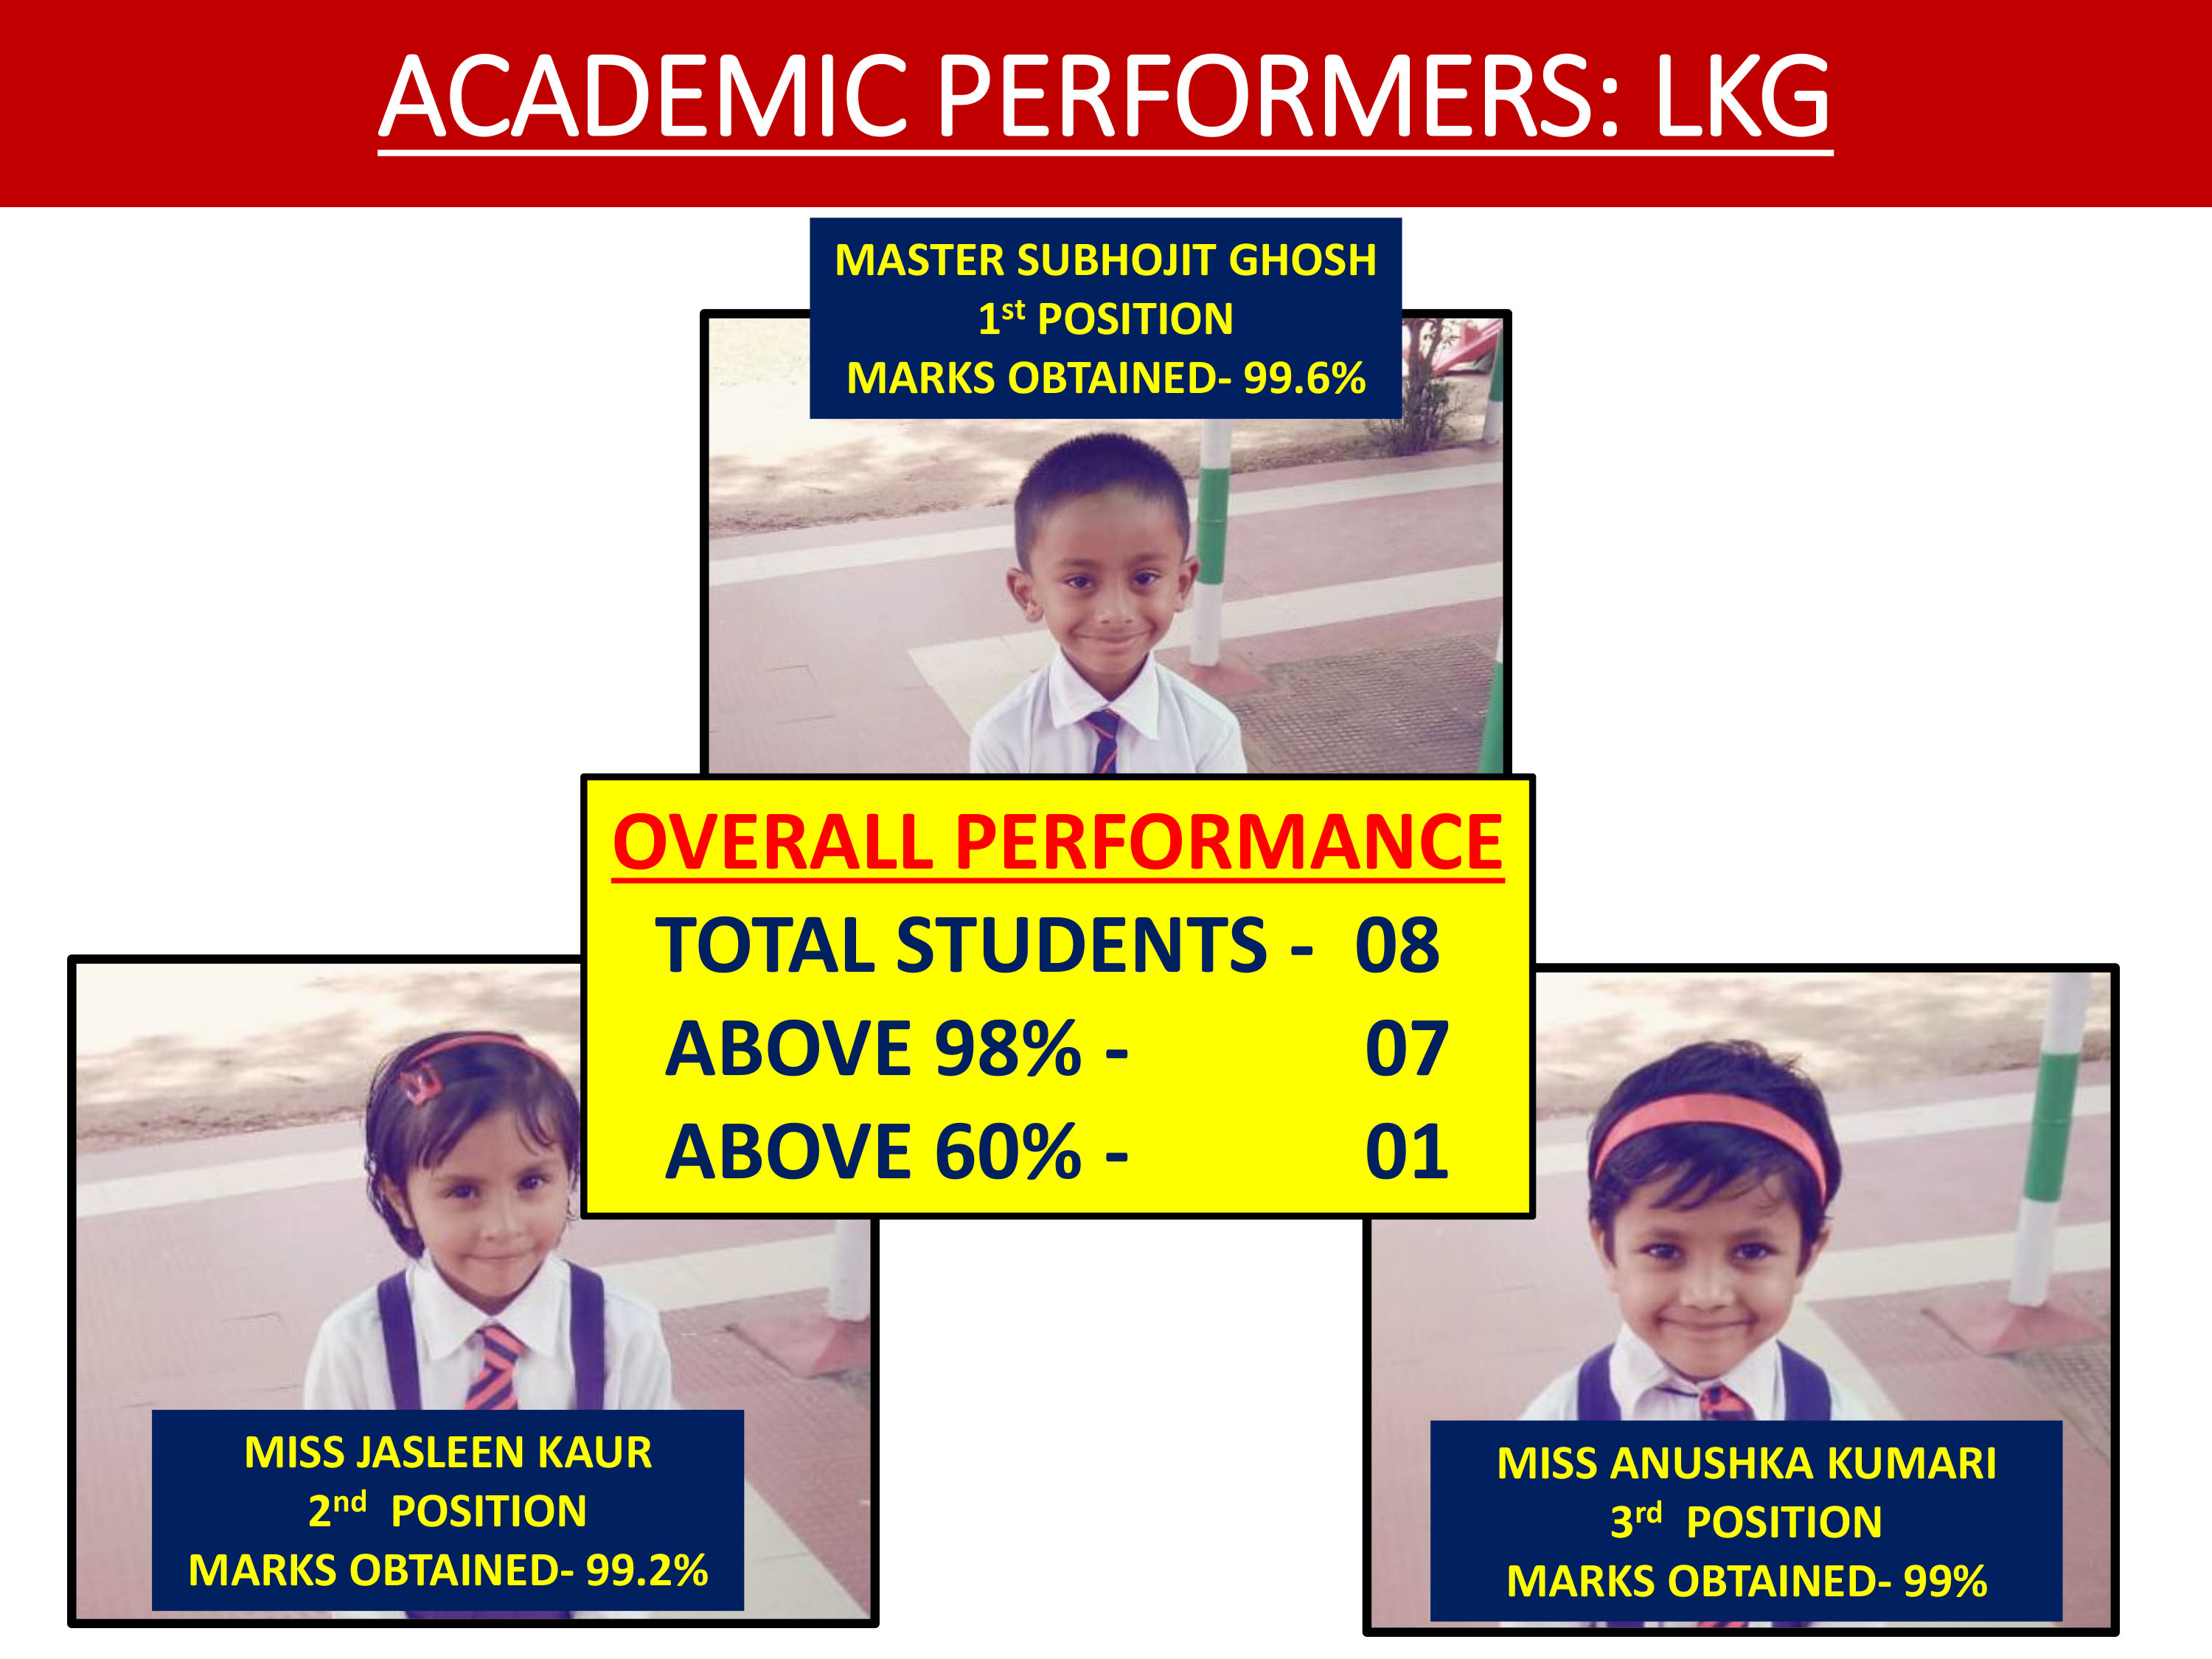 ACADEMIC PERFORMERS: LKG
MASTER SUBHOJIT GHOSH
1st POSITION
MARKS OBTAINED- 99.6%
OVERALL PERFORMANCE
TOTAL STUDENTS - 08
ABOVE 98% - 07
ABOVE 60% - 01
MISS JASLEEN KAUR
2nd POSITION
MARKS OBTAINED- 99.2%
MISS ANUSHKA KUMARI
3rd POSITION
MARKS OBTAINED- 99%